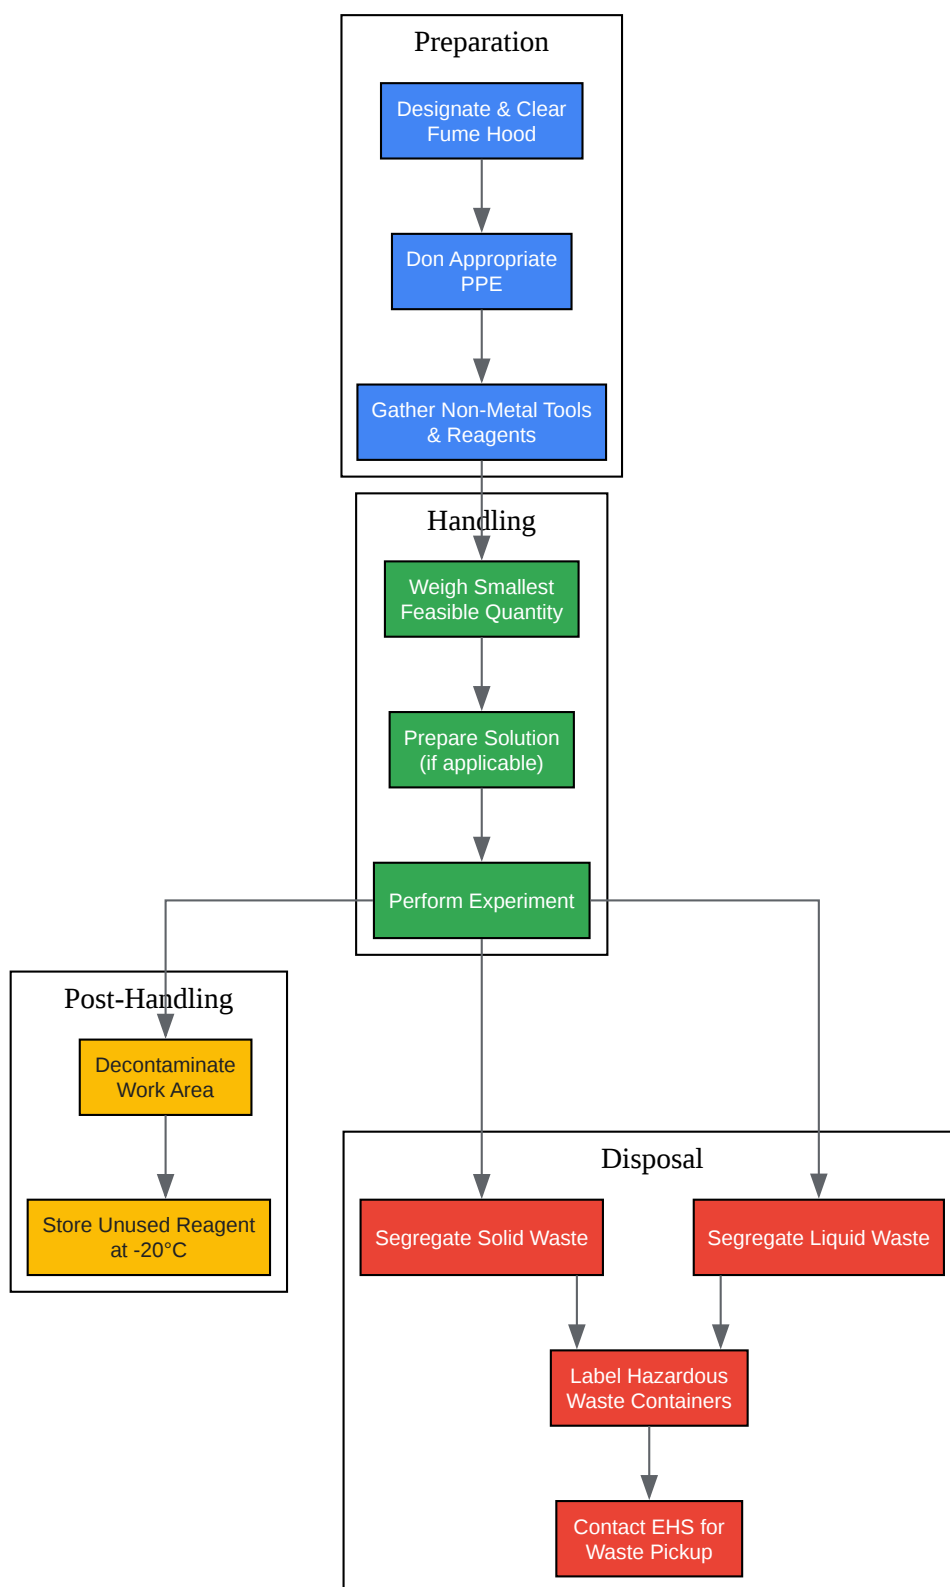 Preparation
Designate & Clear
Fume Hood
Don Appropriate
PPE
Gather Non-Metal Tools
& Reagents
Handling
Weigh Smallest
Feasible Quantity
Prepare Solution
(if applicable)
Perform Experiment
Post-Handling
Decontaminate
Work Area
Store Unused Reagent
at -20°C
Disposal
Segregate Solid Waste
Segregate Liquid Waste
Label Hazardous
Waste Containers
Contact EHS for
Waste Pickup